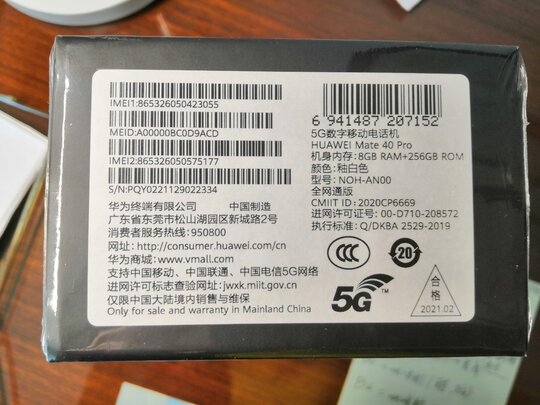 IMEI1:865326050423055
MEID:A00000BC0D9ACD
IMEI2:865326050575177
S/N:PQY0221129022334
华为终端有限公司 中国制造
广东省东莞市松山湖园区新城路2号
消费者服务热线:950800
网址: http://consumer.huawei.com/cn
华为商城: www.vmall.com
支持中国移动、中国联通、中国电信5G网络
进网许可标志查验网址: jwxk.miit.gov.cn
仅限中国大陆境内销售与维保
Only for sale and warranty in Mainland China
6 941487 207152
5G数字移动电话机
HUAWEI Mate 40 Pro
机身内存: 8GB RAM+256GB ROM
颜色: 釉白色
型号: NOH-AN00
全网通版
CMIIT ID: 2020CP6669
进网许可证号: 00-D710-208572
执行标准: Q/DKBA 2529-2019
CCC
20
5G™
合格
2021.02